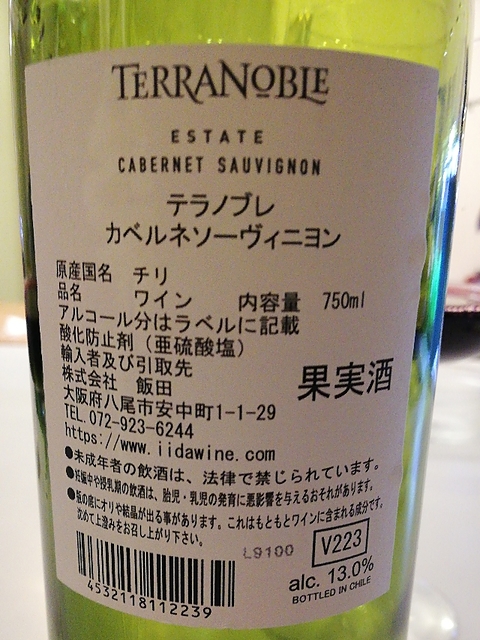 TERRANOBLE
ESTATE
CABERNET SAUVIGNON
テラノブレ
カベルネソーヴィニヨン
原産国名 チリ
品名 ワイン 内容量 750ml
アルコール分はラベルに記載
酸化防止剤（亜硫酸塩）
輸入者及び引取先
株式会社 飯田
大阪府八尾市安中町1-1-29
TEL.072-923-6244
https://www.iidawine.com
果実酒
●未成年者の飲酒は、法律で禁じられています。
●妊娠中や授乳期の飲酒は、胎児・乳児の発育に悪影響を与えるおそれがあります。
●瓶の底にオリや結晶が出る事があります。これはもともとワインに含まれる成分です。
沈めて上澄みをお召し上がり下さい。
L9100
V223
alc. 13.0%
BOTTLED IN CHILE
4532118112239